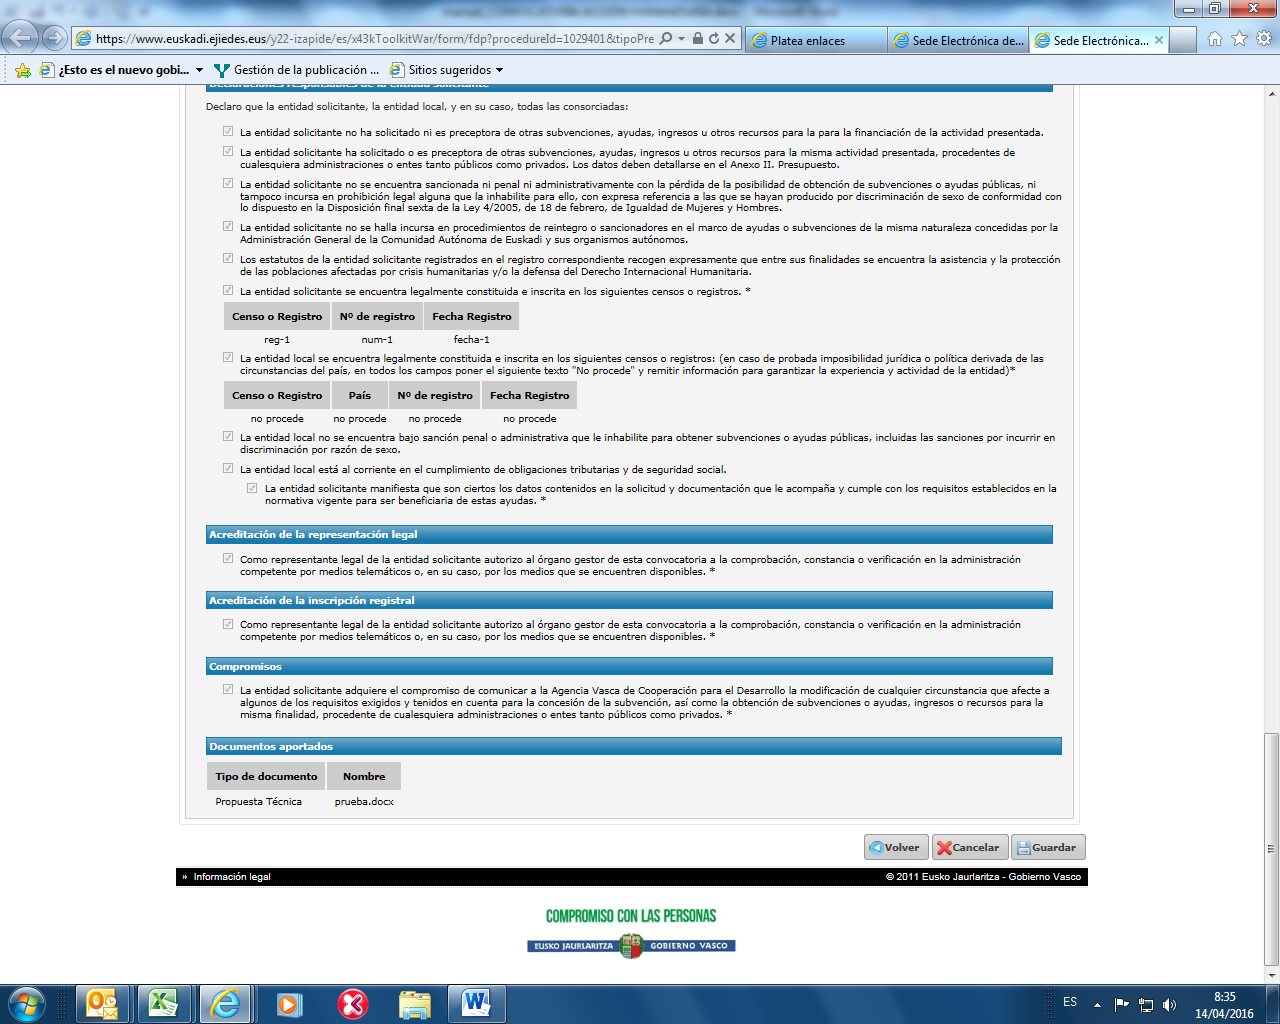 https://www.euskadi.ejiedes.eus/y22-izapide/es/x43kToolkitWar/form/fdp?procedureId=1029401&tipoPre
Platea enlaces
Sede Electrónica de...
Sede Electrónica...
¿Esto es el nuevo gobi...
Gestión de la publicación ...
Sitios sugeridos
Declaraciones responsables de la entidad solicitante
Declaro que la entidad solicitante, la entidad local, y en su caso, todas las consorciadas:
La entidad solicitante no ha solicitado ni es preceptora de otras subvenciones, ayudas, ingresos u otros recursos para la para la financiación de la actividad presentada.
La entidad solicitante ha solicitado o es preceptora de otras subvenciones, ayudas, ingresos u otros recursos para la misma actividad presentada, procedentes de
cualesquiera administraciones o entes tanto públicos como privados. Los datos deben detallarse en el Anexo II. Presupuesto.
La entidad solicitante no se encuentra sancionada ni penal ni administrativamente con la pérdida de la posibilidad de obtención de subvenciones o ayudas públicas, ni
tampoco incursa en prohibición legal alguna que la inhabilite para ello, con expresa referencia a las que se hayan producido por discriminación de sexo de conformidad con
lo dispuesto en la Disposición final sexta de la Ley 4/2005, de 18 de febrero, de Igualdad de Mujeres y Hombres.
La entidad solicitante no se halla incursa en procedimientos de reintegro o sancionadores en el marco de ayudas o subvenciones de la misma naturaleza concedidas por la
Administración General de la Comunidad Autónoma de Euskadi y sus organismos autónomos.
Los estatutos de la entidad solicitante registrados en el registro correspondiente recogen expresamente que entre sus finalidades se encuentra la asistencia y la protección
de las poblaciones afectadas por crisis humanitarias y/o la defensa del Derecho Internacional Humanitaria.
La entidad solicitante se encuentra legalmente constituida e inscrita en los siguientes censos o registros. *
Censo o Registro Nº de registro Fecha Registro
reg-1 num-1 fecha-1
La entidad local se encuentra legalmente constituida e inscrita en los siguientes censos o registros: (en caso de probada imposibilidad jurídica o política derivada de las
circunstancias del país, en todos los campos poner el siguiente texto "No procede" y remitir información para garantizar la experiencia y actividad de la entidad)*
Censo o Registro País Nº de registro Fecha Registro
no procede no procede no procede no procede
La entidad local no se encuentra bajo sanción penal o administrativa que le inhabilite para obtener subvenciones o ayudas públicas, incluidas las sanciones por incurrir en
discriminación por razón de sexo.
La entidad local está al corriente en el cumplimiento de obligaciones tributarias y de seguridad social.
La entidad solicitante manifiesta que son ciertos los datos contenidos en la solicitud y documentación que le acompaña y cumple con los requisitos establecidos en la
normativa vigente para ser beneficiaria de estas ayudas. *
Acreditación de la representación legal
Como representante legal de la entidad solicitante autorizo al órgano gestor de esta convocatoria a la comprobación, constancia o verificación en la administración
competente por medios telemáticos o, en su caso, por los medios que se encuentren disponibles. *
Acreditación de la inscripción registral
Como representante legal de la entidad solicitante autorizo al órgano gestor de esta convocatoria a la comprobación, constancia o verificación en la administración
competente por medios telemáticos o, en su caso, por los medios que se encuentren disponibles. *
Compromisos
La entidad solicitante adquiere el compromiso de comunicar a la Agencia Vasca de Cooperación para el Desarrollo la modificación de cualquier circunstancia que afecte a
algunos de los requisitos exigidos y tenidos en cuenta para la concesión de la subvención, así como la obtención de subvenciones o ayudas, ingresos o recursos para la
misma finalidad, procedente de cualesquiera administraciones o entes tanto públicos como privados. *
Documentos aportados
Tipo de documento Nombre
Propuesta Técnica prueba.docx
Volver Cancelar Guardar
» Información legal © 2011 Eusko Jaurlaritza - Gobierno Vasco
COMPROMISO CON LAS PERSONAS
EUSKO JAURLARITZA GOBIERNO VASCO
ES 8:35
14/04/2016